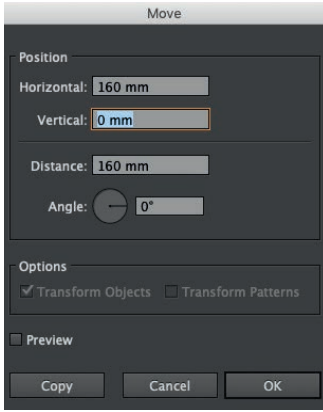 Move
Position
Horizontal: 160 mm
Vertical: 0 mm
Distance: 160 mm
Angle: 0°
Options
Transform Objects Transform Patterns
Preview
Copy Cancel OK